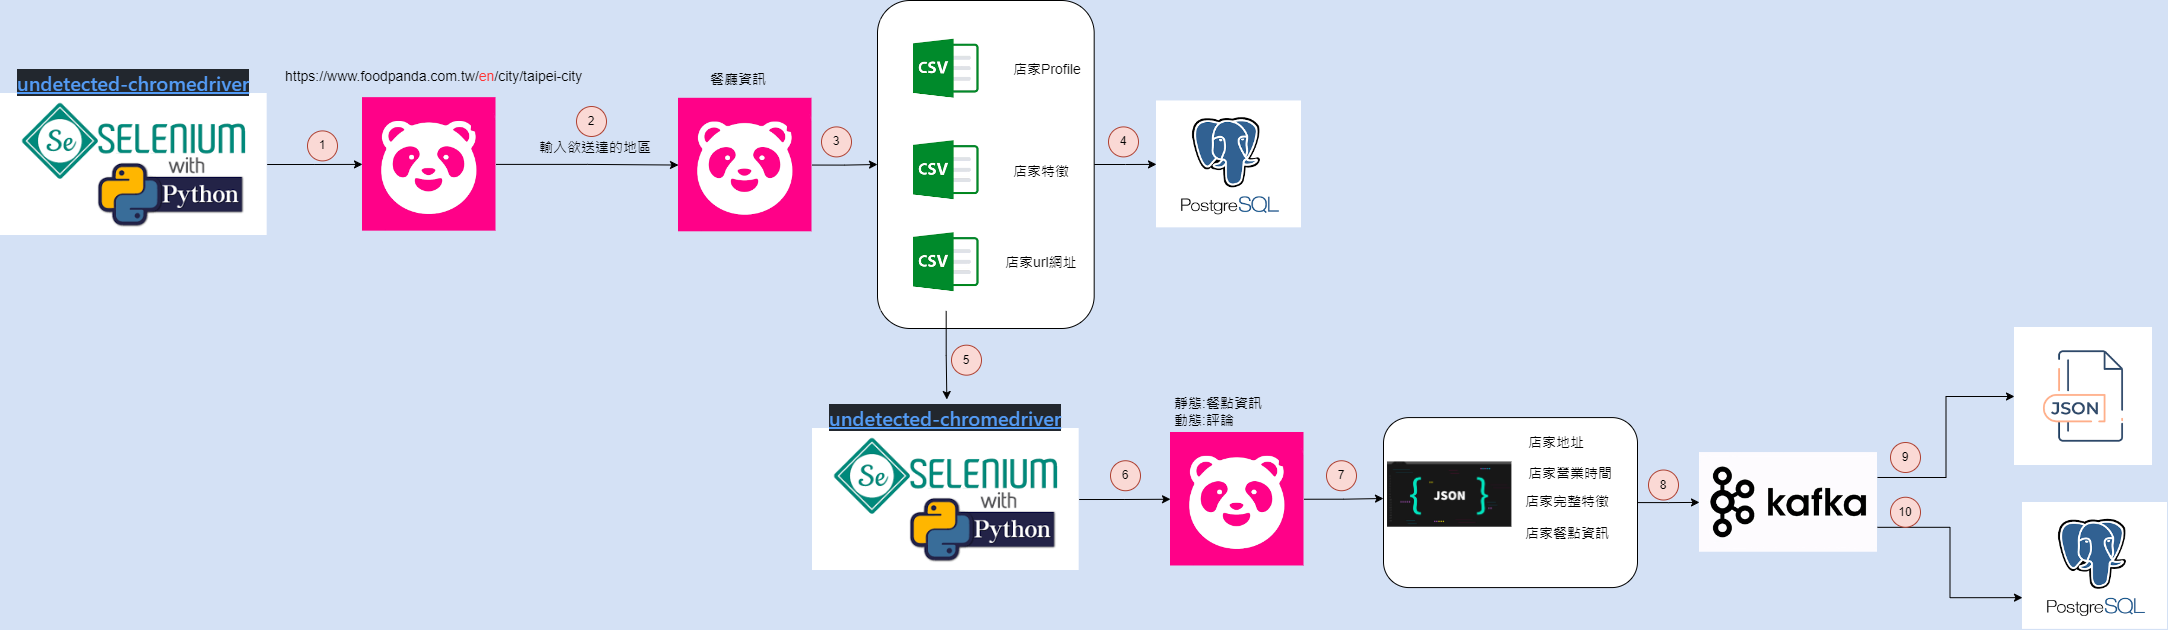 undetected-chromedriver
Se SELENIUM
with
Python
1
https://www.foodpanda.com.tw/en/city/taipei-city
2
輸入欲送達的地區
餐廳資訊
3
CSV 店家Profile
CSV 店家特徵
CSV 店家url網址
4
PostgreSQL
5
undetected-chromedriver
Se SELENIUM
with
Python
6
靜態:餐點資訊
動態:評論
7
JSON
店家地址
店家營業時間
店家完整特徵
店家餐點資訊
8
kafka
9
JSON
10
PostgreSQL